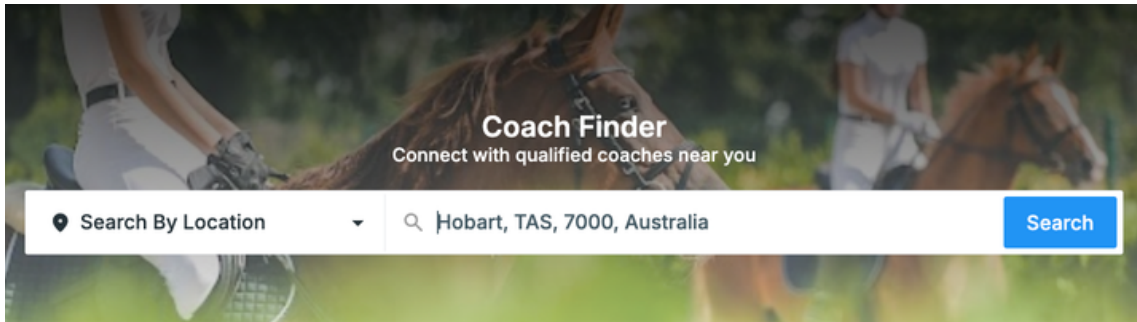 Coach Finder
Connect with qualified coaches near you
Search By Location
Hobart, TAS, 7000, Australia
Search